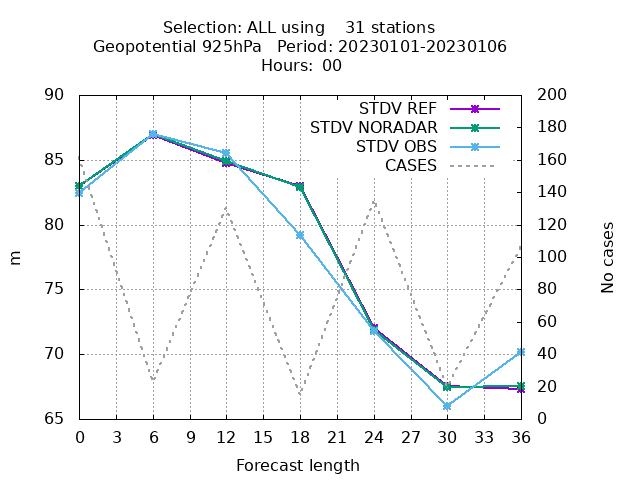 Selection: ALL using    31 stations
Geopotential 925hPa   Period: 20230101-20230106
Hours: 00
STDV REF
STDV NORADAR
STDV OBS
CASES
90
85
80
75
70
65
m
200
180
160
140
120
100
80
60
40
20
0
No cases
0 3 6 9 12 15 18 21 24 27 30 33 36
Forecast length